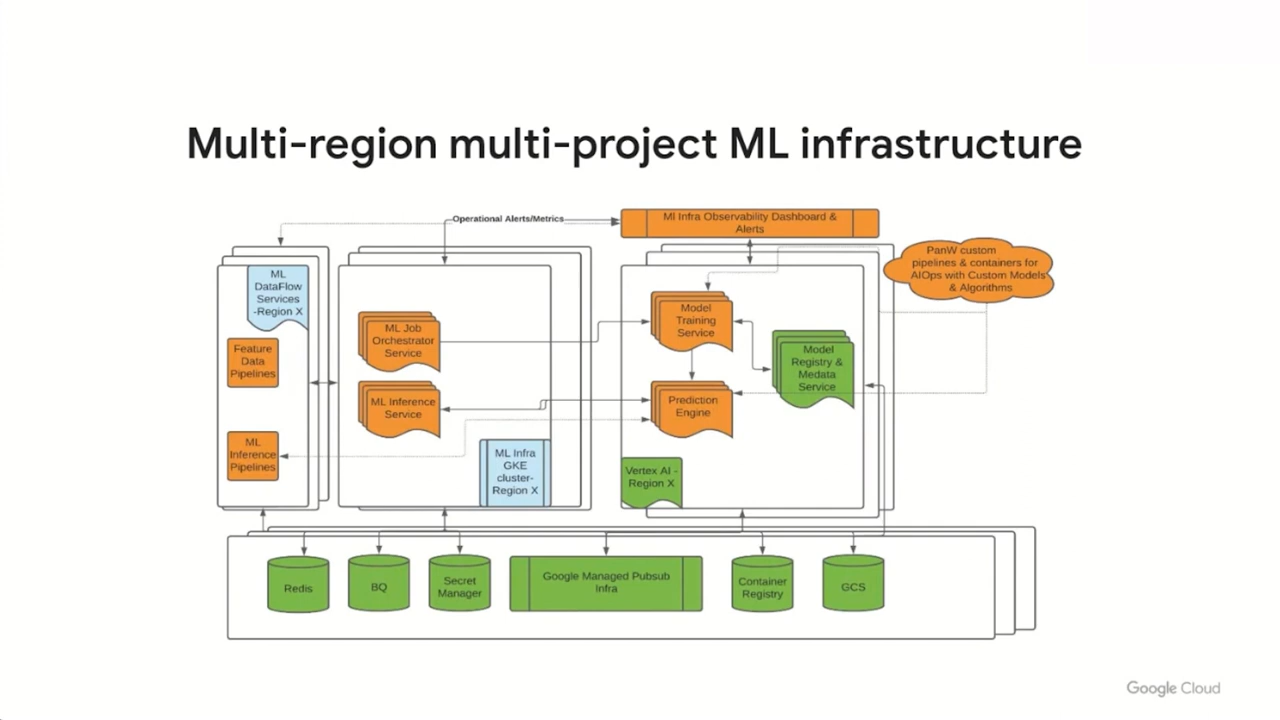 Multi-region multi-project ML infrastructure
Operational Alerts/Metrics
Ml Infra Observability Dashboard &
Alerts
PanW custom
pipelines & containers for
AIOps with Custom Models
& Algorithms
ML
DataFlow
Services
-Region X
Feature
Data
Pipelines
ML
Inference
Pipelines
ML Job
Orchestrator
Service
ML Inference
Service
ML Infra
GKE
cluster-
Region X
Model
Training
Service
Model
Registry &
Medata
Service
Prediction
Engine
Vertex AI -
Region X
Redis
BQ
Secret
Manager
Google Managed Pubsub
Infra
Container
Registry
GCS
Google Cloud